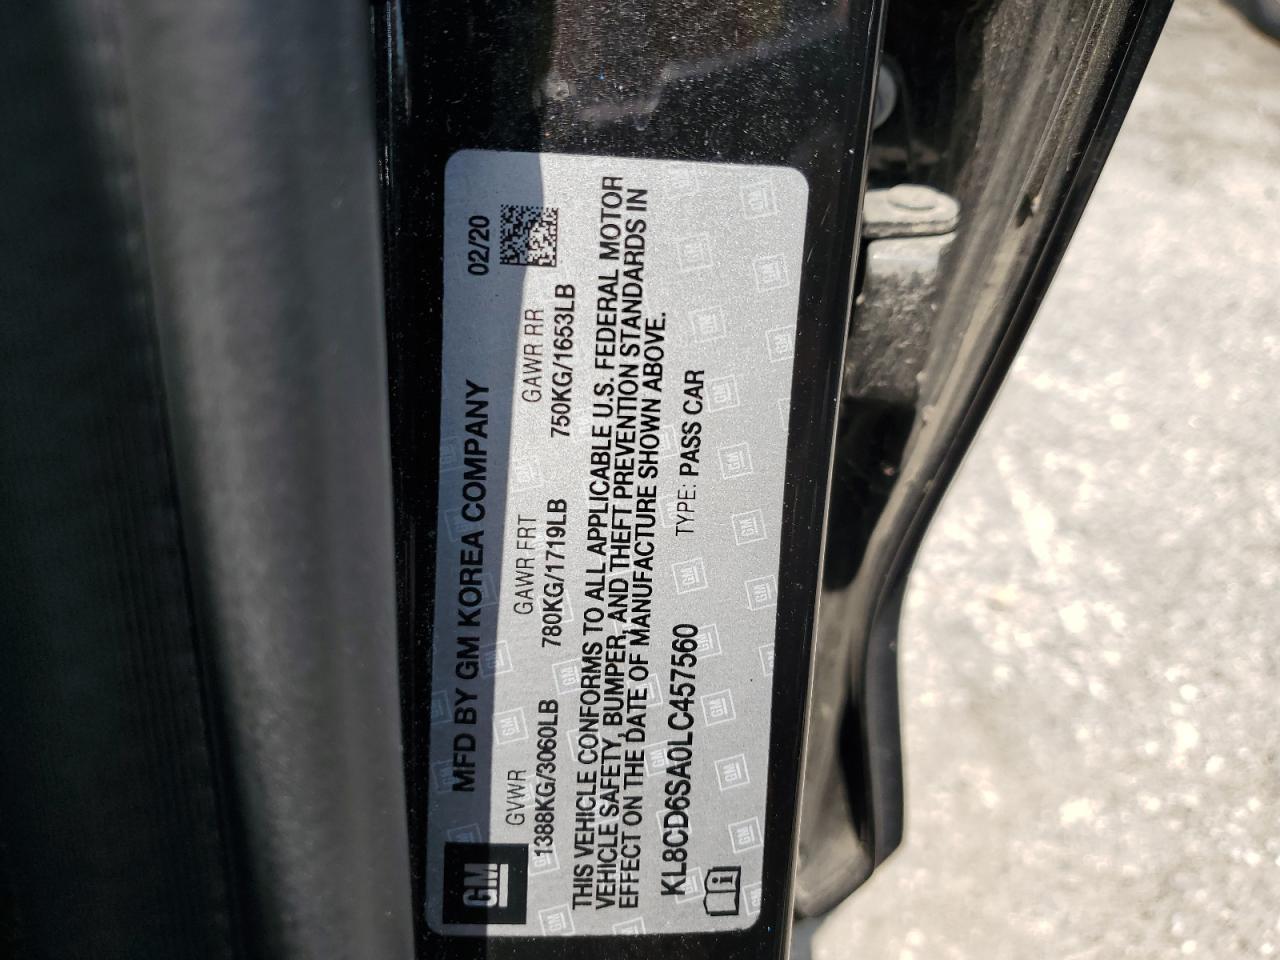 GM
MFD BY GM KOREA COMPANY 02/20
GVWR GAWR FRT GAWR RR
1388KG/3060LB 780KG/1719LB 750KG/1653LB
THIS VEHICLE CONFORMS TO ALL APPLICABLE U.S. FEDERAL MOTOR
VEHICLE SAFETY, BUMPER, AND THEFT PREVENTION STANDARDS IN
EFFECT ON THE DATE OF MANUFACTURE SHOWN ABOVE.
KL8CD6SA0LC457560 TYPE: PASS CAR